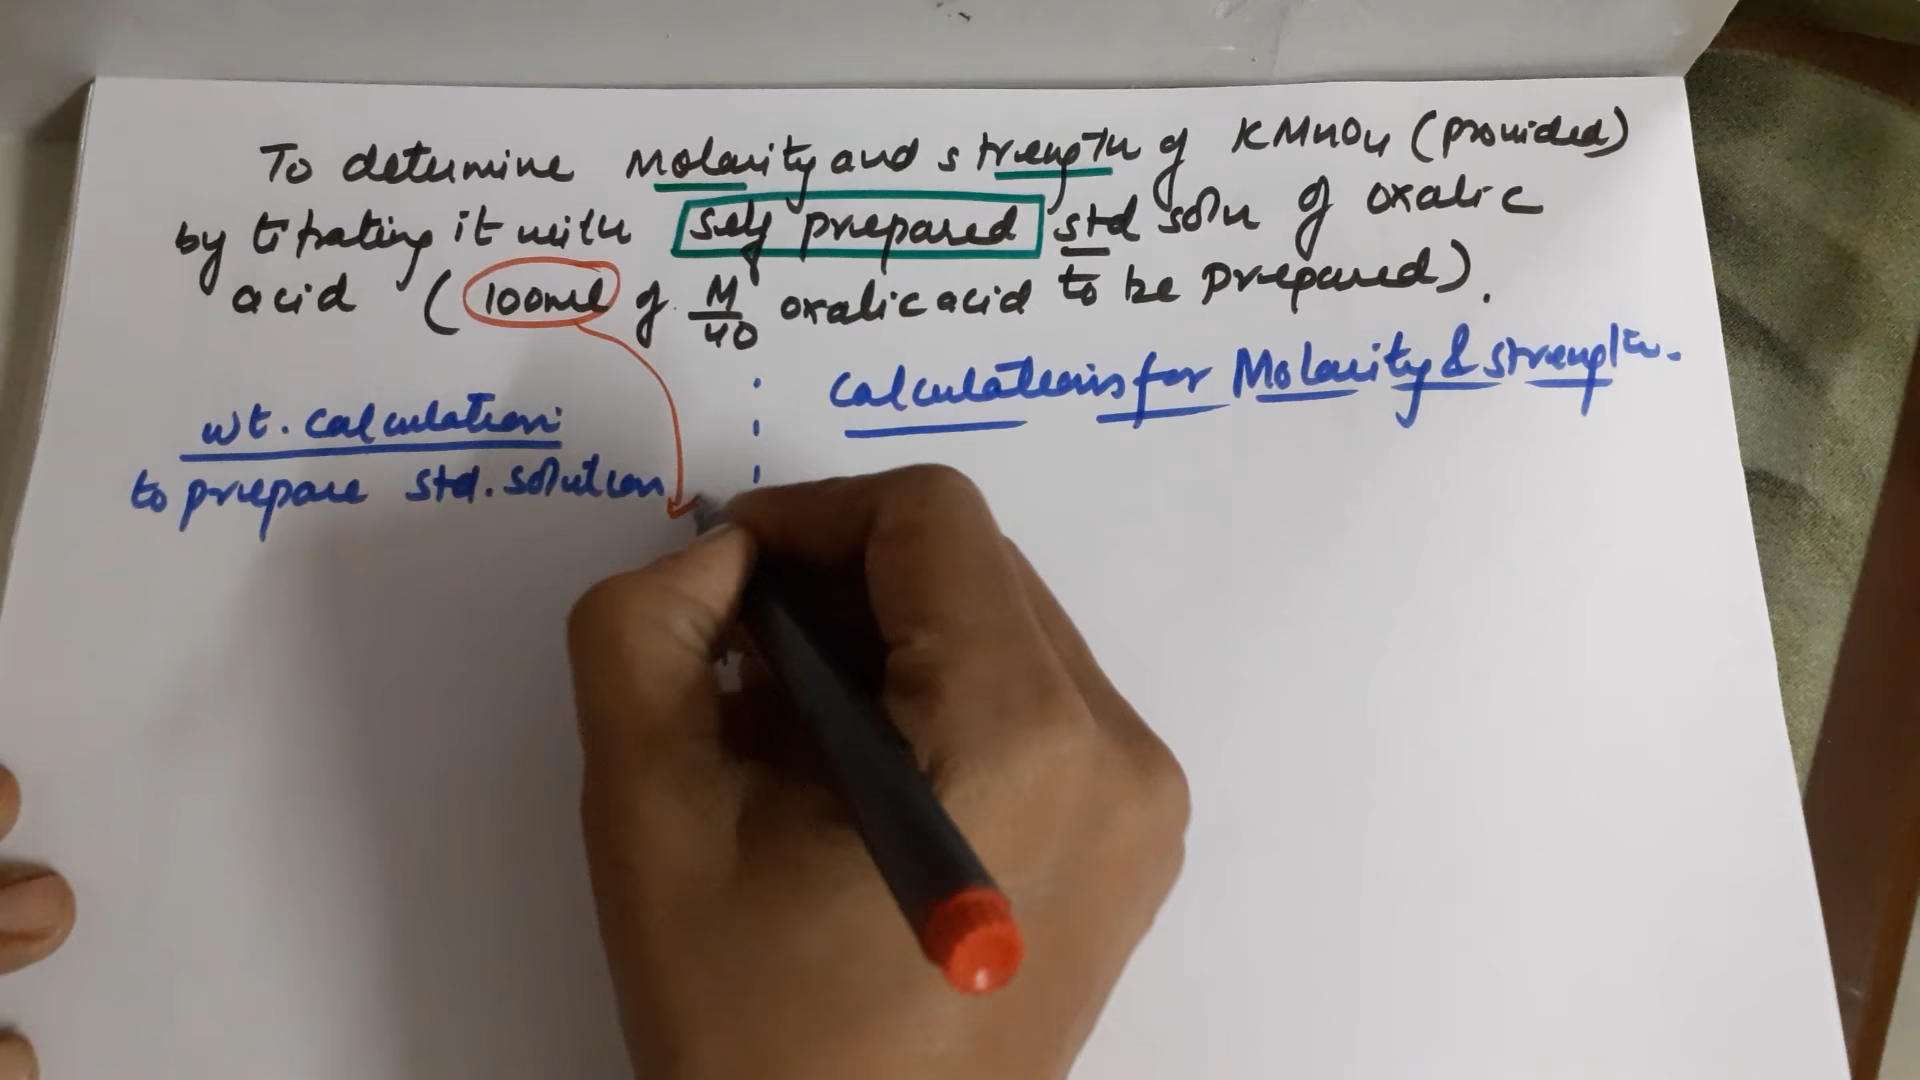 To determine Molarity and strength of KMnO4 (provided)
by titrating it with self prepared std soln of oxalic
acid (100ml of M/40 oxalic acid to be prepared).
Calculations for Molarity & strength.
wt. calculation
to prepare std. solution